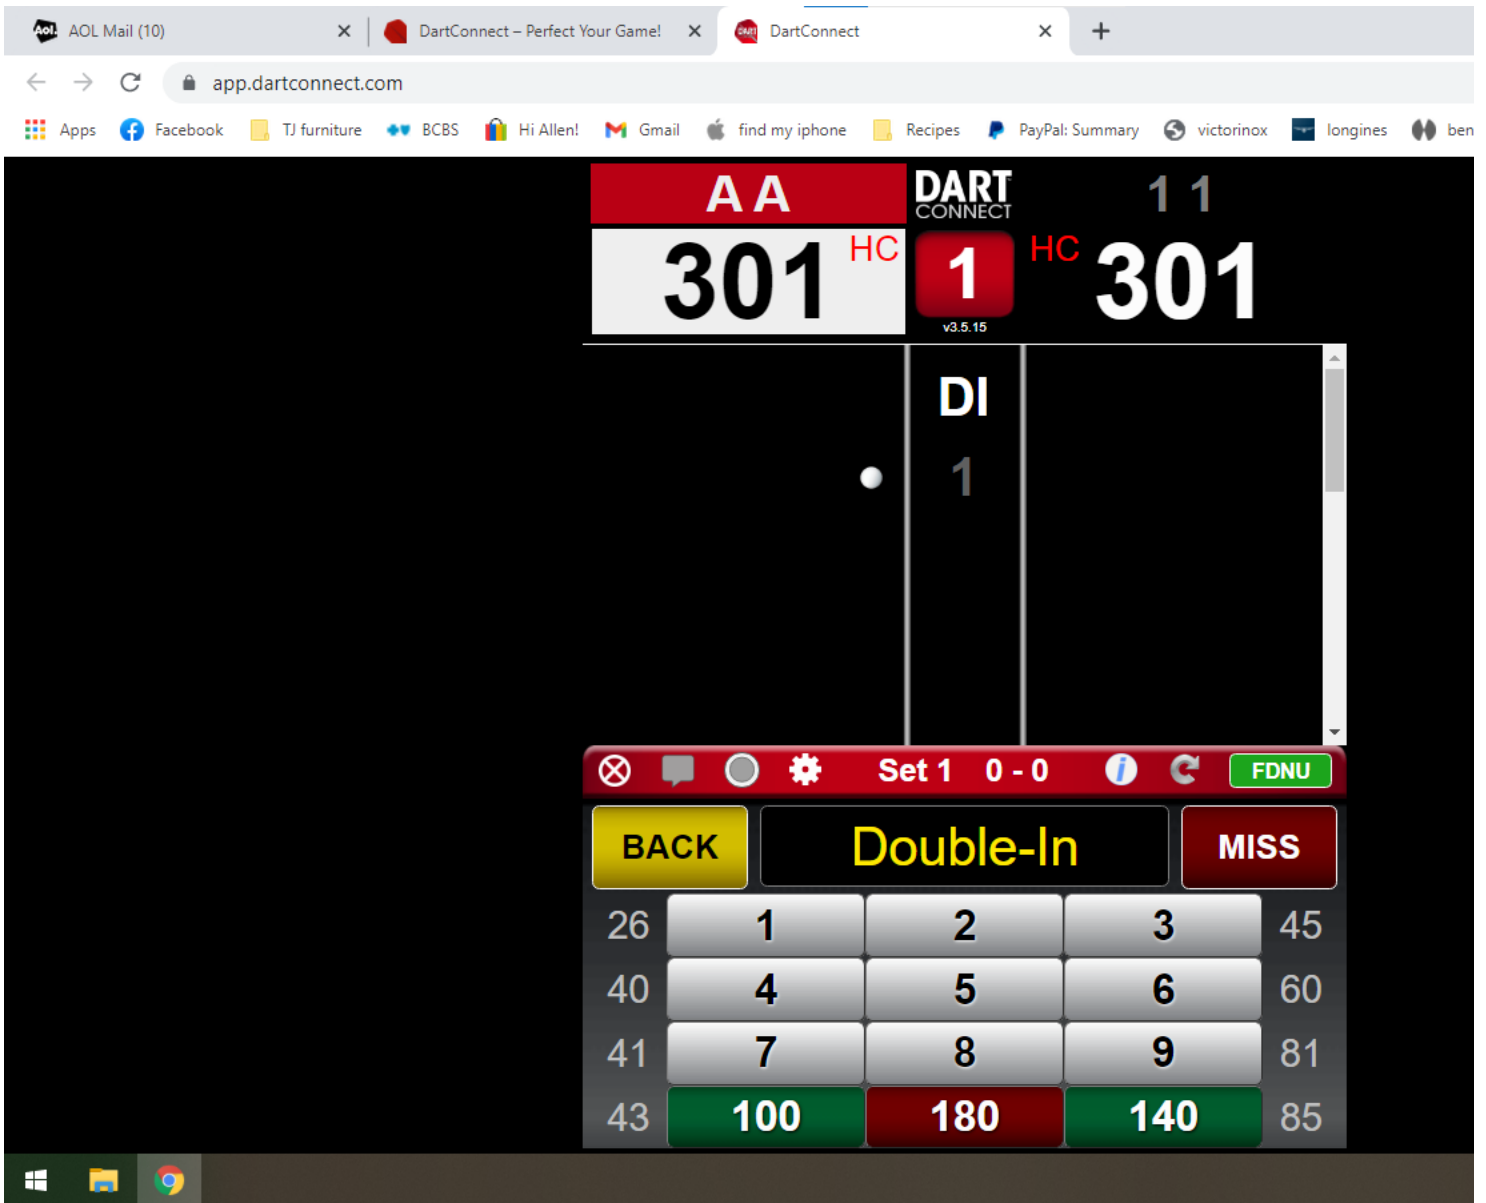 Aol. AOL Mail (10) DartConnect – Perfect Your Game! DART DartConnect
app.dartconnect.com
Apps Facebook TJ furniture BCBS Hi Allen! Gmail find my iphone Recipes PayPal: Summary victorinox longines ben
A A DART CONNECT 1 1
301 HC 1 HC 301
v3.5.15
DI
1
Set 1 0 - 0 i FDNU
BACK Double-In MISS
26 1 2 3 45
40 4 5 6 60
41 7 8 9 81
43 100 180 140 85